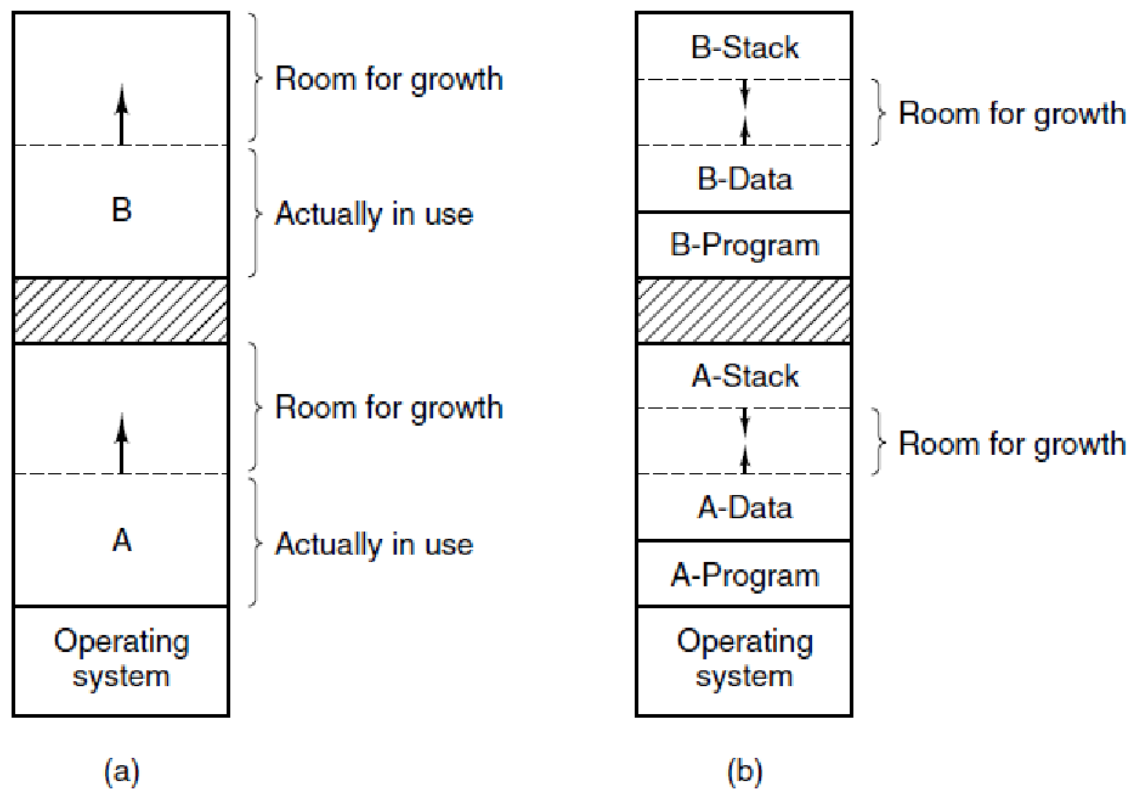 Room for growth
B
Actually in use
Room for growth
A
Actually in use
Operating
system
(a)
B-Stack
Room for growth
B-Data
B-Program
A-Stack
Room for growth
A-Data
A-Program
Operating
system
(b)